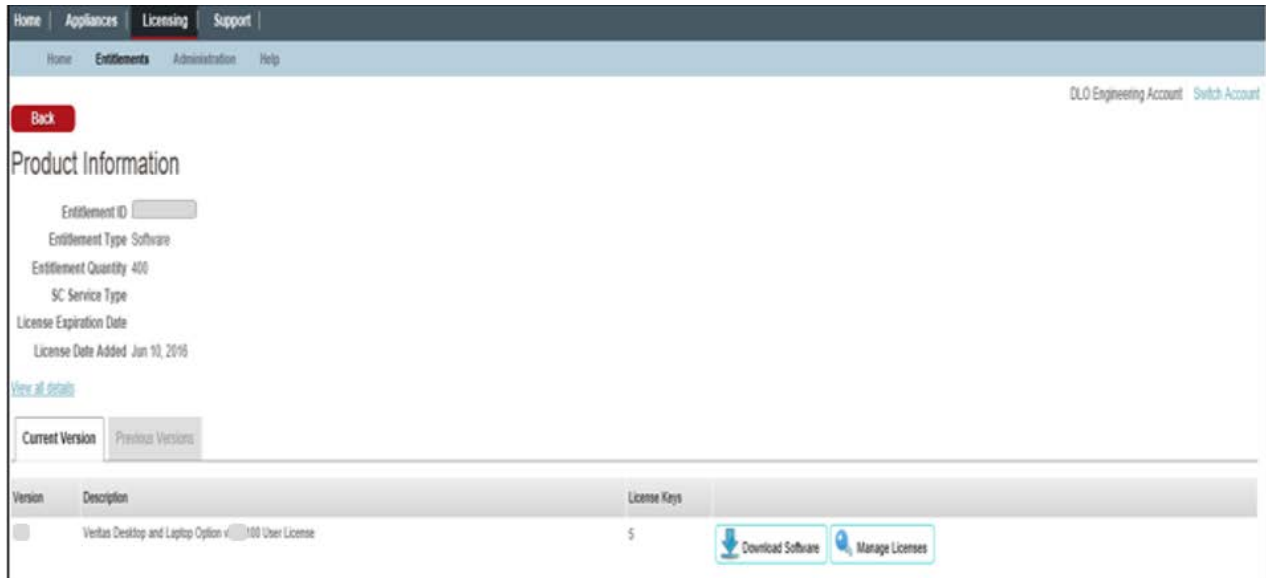 Home | Appliances | Licensing | Support |
Home Entitlements Administration Help
DLO Engineering Account Switch Account
Back
Product Information
Entitlement ID
Entitlement Type Software
Entitlement Quantity 400
SC Service Type
License Expiration Date
License Date Added Jun 10, 2016
View all details
Current Version Previous Versions
Version Description License Keys
Veritas Desktop and Laptop Option v 100 User License 5 Download Software Manage Licenses